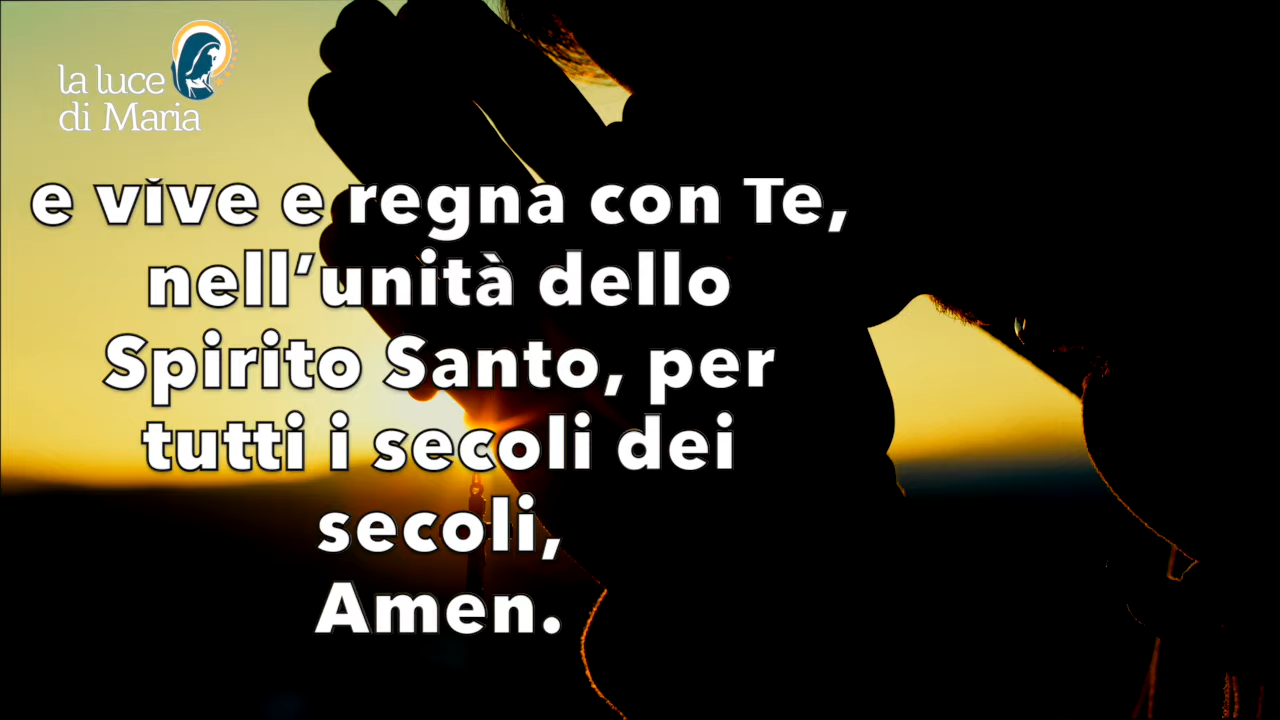 la luce
di Maria
e vive e regna con Te,
nell’unità dello
Spirito Santo, per
tutti i secoli dei
secoli,
Amen.